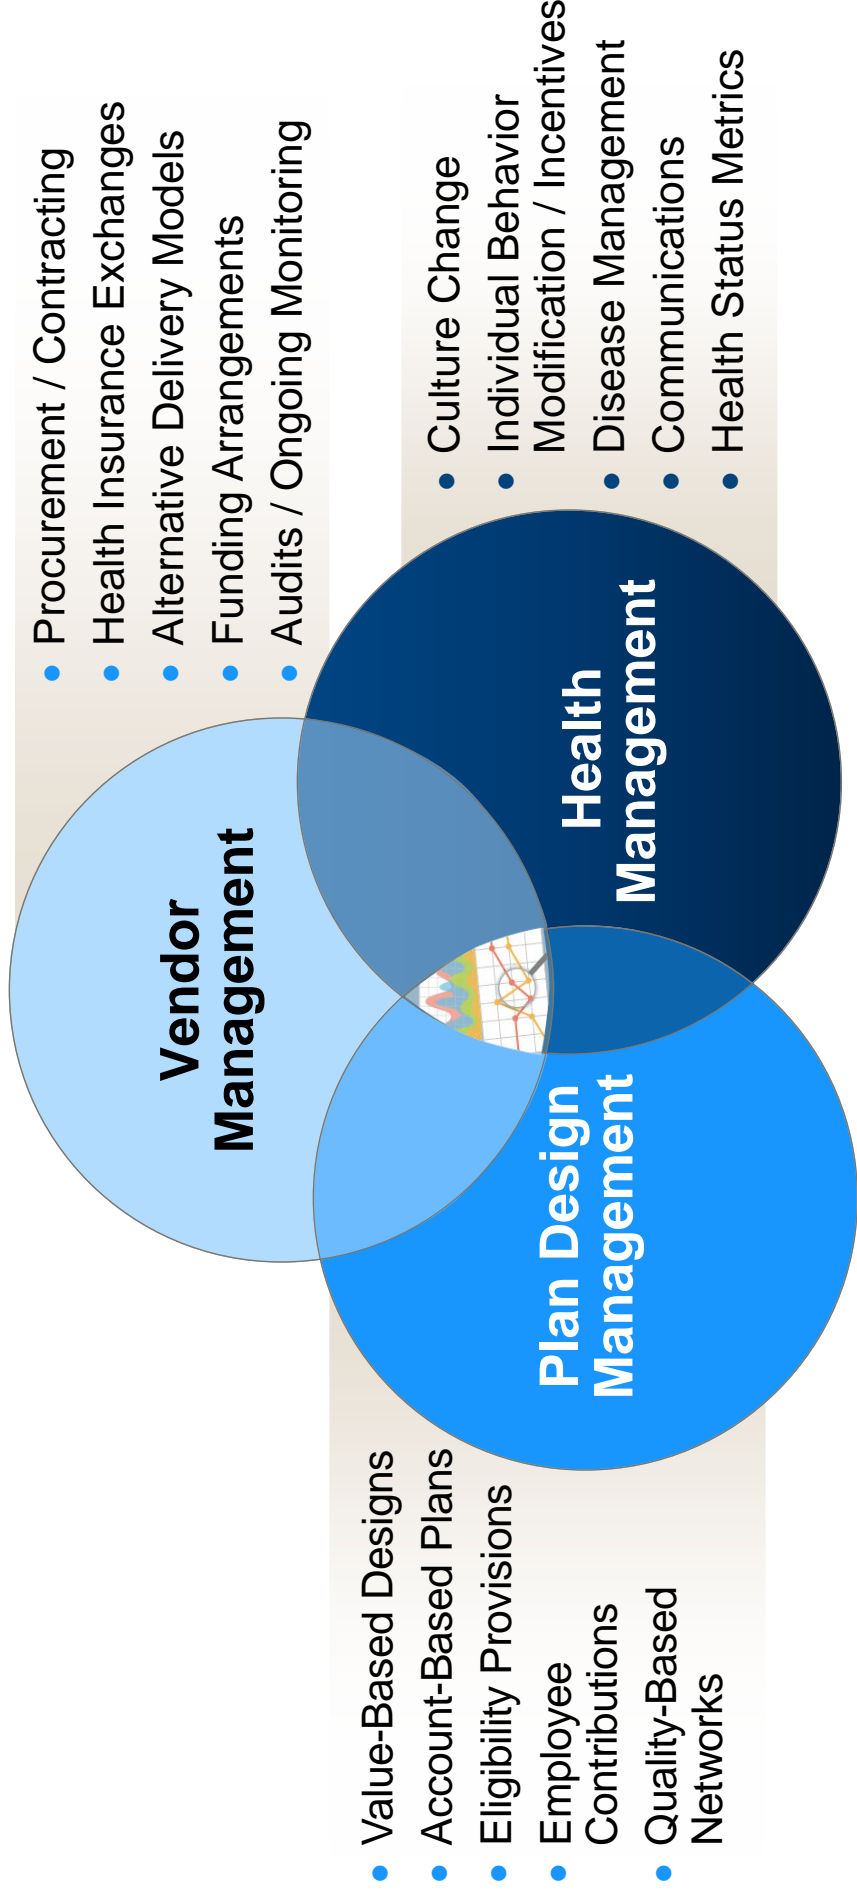 Vendor
Management
• Procurement / Contracting
• Health Insurance Exchanges
• Alternative Delivery Models
• Funding Arrangements
• Audits / Ongoing Monitoring
• Value-Based Designs
• Account-Based Plans
• Eligibility Provisions
• Employee
Contributions
• Quality-Based
Networks
Plan Design
Management
Health
Management
• Culture Change
• Individual Behavior
Modification / Incentives
• Disease Management
• Communications
• Health Status Metrics